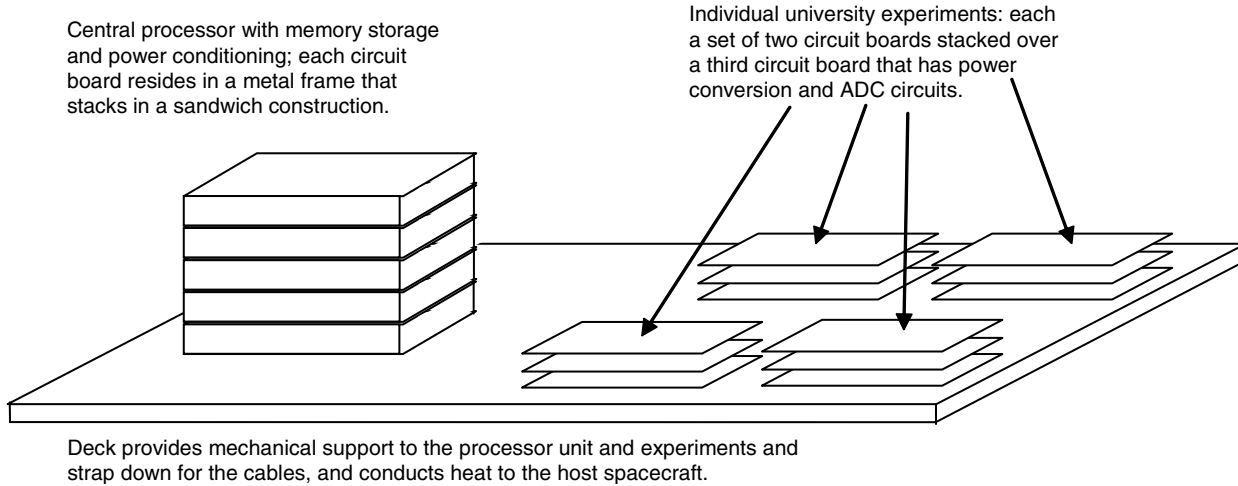 Central processor with memory storage
and power conditioning; each circuit
board resides in a metal frame that
stacks in a sandwich construction.
Individual university experiments: each
a set of two circuit boards stacked over
a third circuit board that has power
conversion and ADC circuits.
Deck provides mechanical support to the processor unit and experiments and
strap down for the cables, and conducts heat to the host spacecraft.